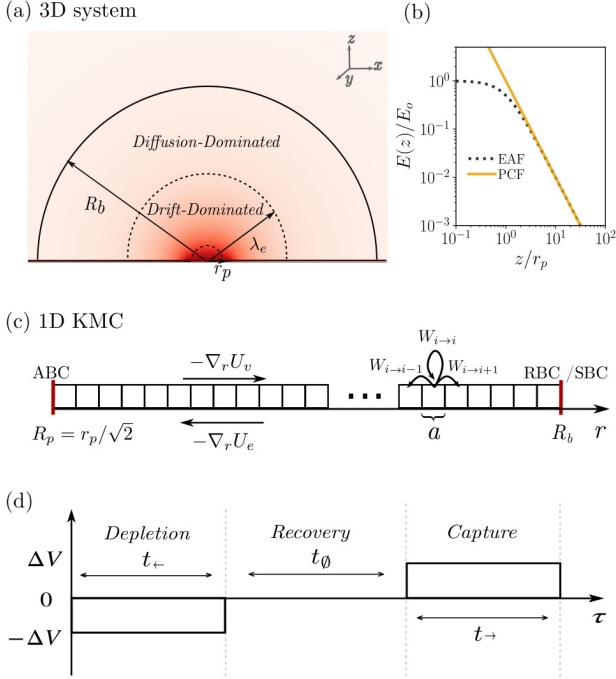 (a) 3D system
z
x
y
Diffusion-Dominated
R_b
Drift-Dominated
λ_e
r_p
(b)
E(z)/E_o
10^0
10^{-1}
10^{-2}
10^{-3}
EAF
PCF
10^{-1} 10^0 10^1 10^2
z/r_p
(c) 1D KMC
W_{i→i}
ABC
−∇_r U_v
W_{i→i−1} W_{i→i+1}
RBC /SBC
R_p = r_p/√2
−∇_r U_e
a
R_b
r
(d)
Depletion Recovery Capture
t_← t_∅
ΔV
0
τ
−ΔV
t_→